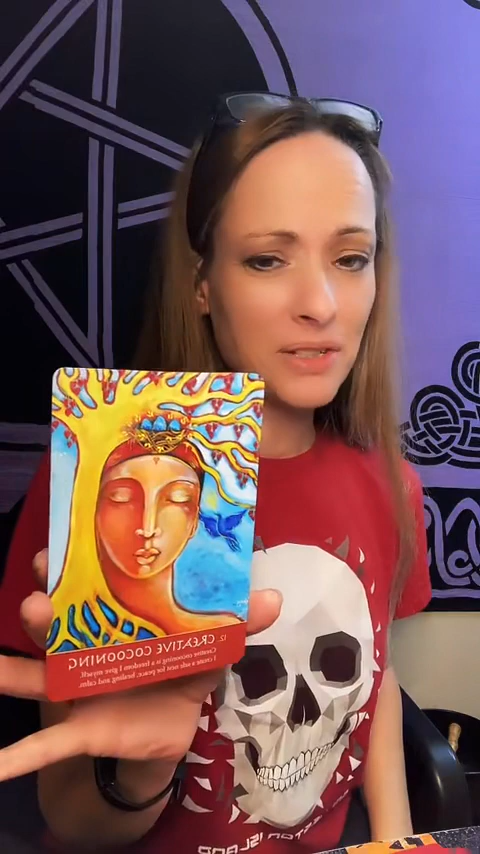 12. CREATIVE COCOONING
Creative cocooning is a freedom I give myself.
I create a safe nest for peace, healing and calm.